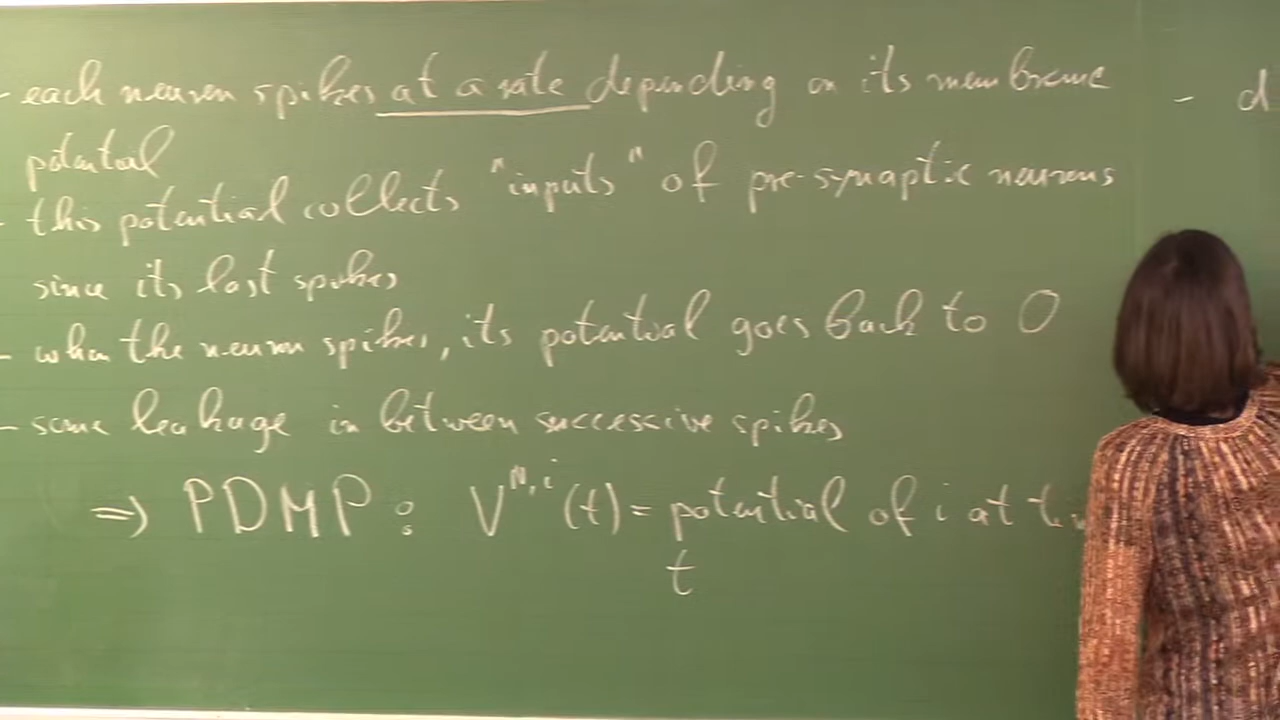 - each neuron spikes at a rate depending on its membrane
potential
- this potential collects "inputs" of pre-synaptic neurons
since its last spikes
- when the neuron spikes, its potential goes back to 0
- some leakage in between successive spikes
⇒ PDMP : V^{N,i}(t) = potential of i at
t
- d